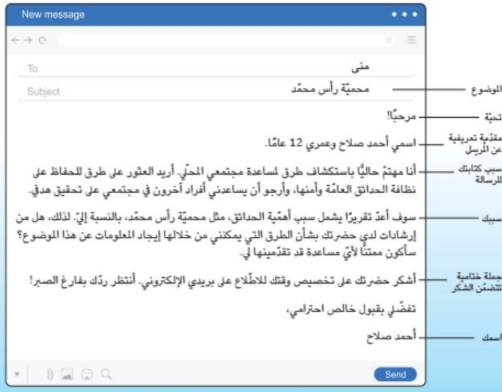 New message
To منى
Subject محميّة رأس محمّد
الموضوع
مرحبًا!
تحيّة
اسمي أحمد صلاح وعمري 12 عامًا.
مقدّمة تعريفية
عن المُرسِل
أنا مهتمّ حاليًّا باستكشاف طرق لمساعدة مجتمعي المحلّي. أريد العثور على طرق للحفاظ على
نظافة الحدائق العامّة وأمنها، وأرجو أن يساعدني أفراد آخرون في مجتمعي على تحقيق هدفي.
سبب كتابتك
للرسالة
سوف أعدّ تقريرًا يشمل سبب أهمّية الحدائق، مثل محميّة رأس محمّد، بالنسبة إليّ. لذلك، هل من
إرشادات لدى حضرتك بشأن الطرق التي يمكنني من خلالها إيجاد المعلومات عن هذا الموضوع؟
سأكون ممتنًّا لأيّ مساعدة قد تقدّمينها لي.
سببك
أشكر حضرتك على تخصيص وقتك للاطّلاع على بريدي الإلكتروني. أنتظر ردّك بفارغ الصبر!
جملة ختامية
تتضمّن الشكر
تفضّلي بقبول خالص احترامي،
أحمد صلاح
اسمك
Send